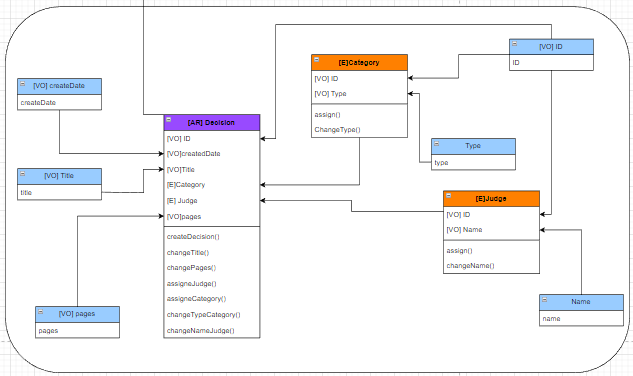 [VO] createDate
createDate
[VO] Title
title
[VO] pages
pages
[AR] Decision
[VO] ID
[VO]createdDate
[VO]Title
[E]Category
[E] Judge
[VO]pages
createDecision()
changeTitle()
changePages()
assigneJudge()
assigneCategory()
changeTypeCategory()
changeNameJudge()
[E]Category
[VO] ID
[VO] Type
assign()
ChangeType()
[VO] ID
ID
Type
type
[E]Judge
[VO] ID
[VO] Name
assign()
changeName()
Name
name